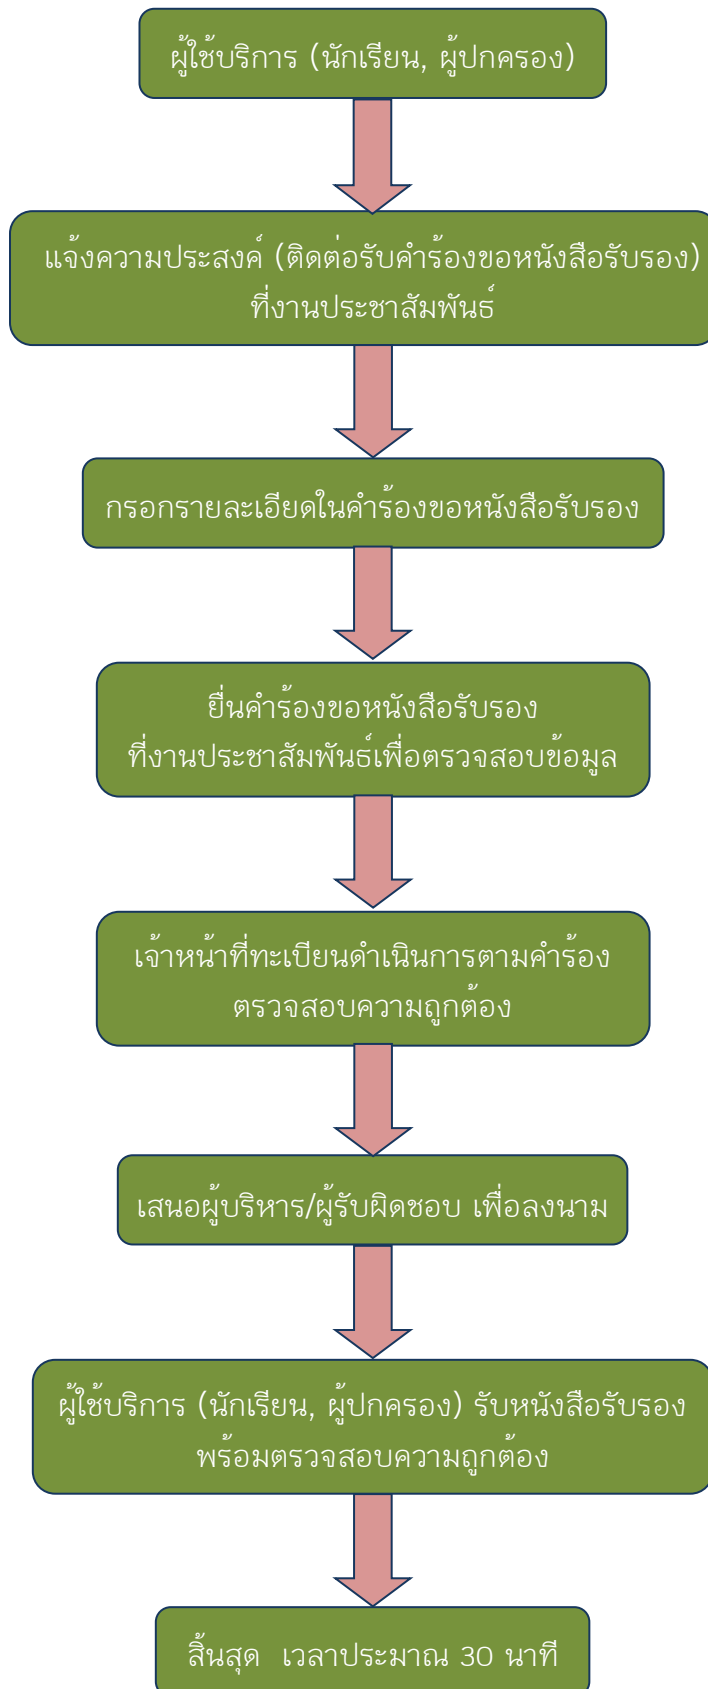 ผู้ใช้บริการ (นักเรียน, ผู้ปกครอง)
แจ้งความประสงค์ (ติดต่อรับคำร้องขอหนังสือรับรอง)
ที่งานประชาสัมพันธ์
กรอกรายละเอียดในคำร้องขอหนังสือรับรอง
ยื่นคำร้องขอหนังสือรับรอง
ที่งานประชาสัมพันธ์เพื่อตรวจสอบข้อมูล
เจ้าหน้าที่ทะเบียนดำเนินการตามคำร้อง
ตรวจสอบความถูกต้อง
เสนอผู้บริหาร/ผู้รับผิดชอบ เพื่อลงนาม
ผู้ใช้บริการ (นักเรียน, ผู้ปกครอง) รับหนังสือรับรอง
พร้อมตรวจสอบความถูกต้อง
สิ้นสุด  เวลาประมาณ 30 นาที